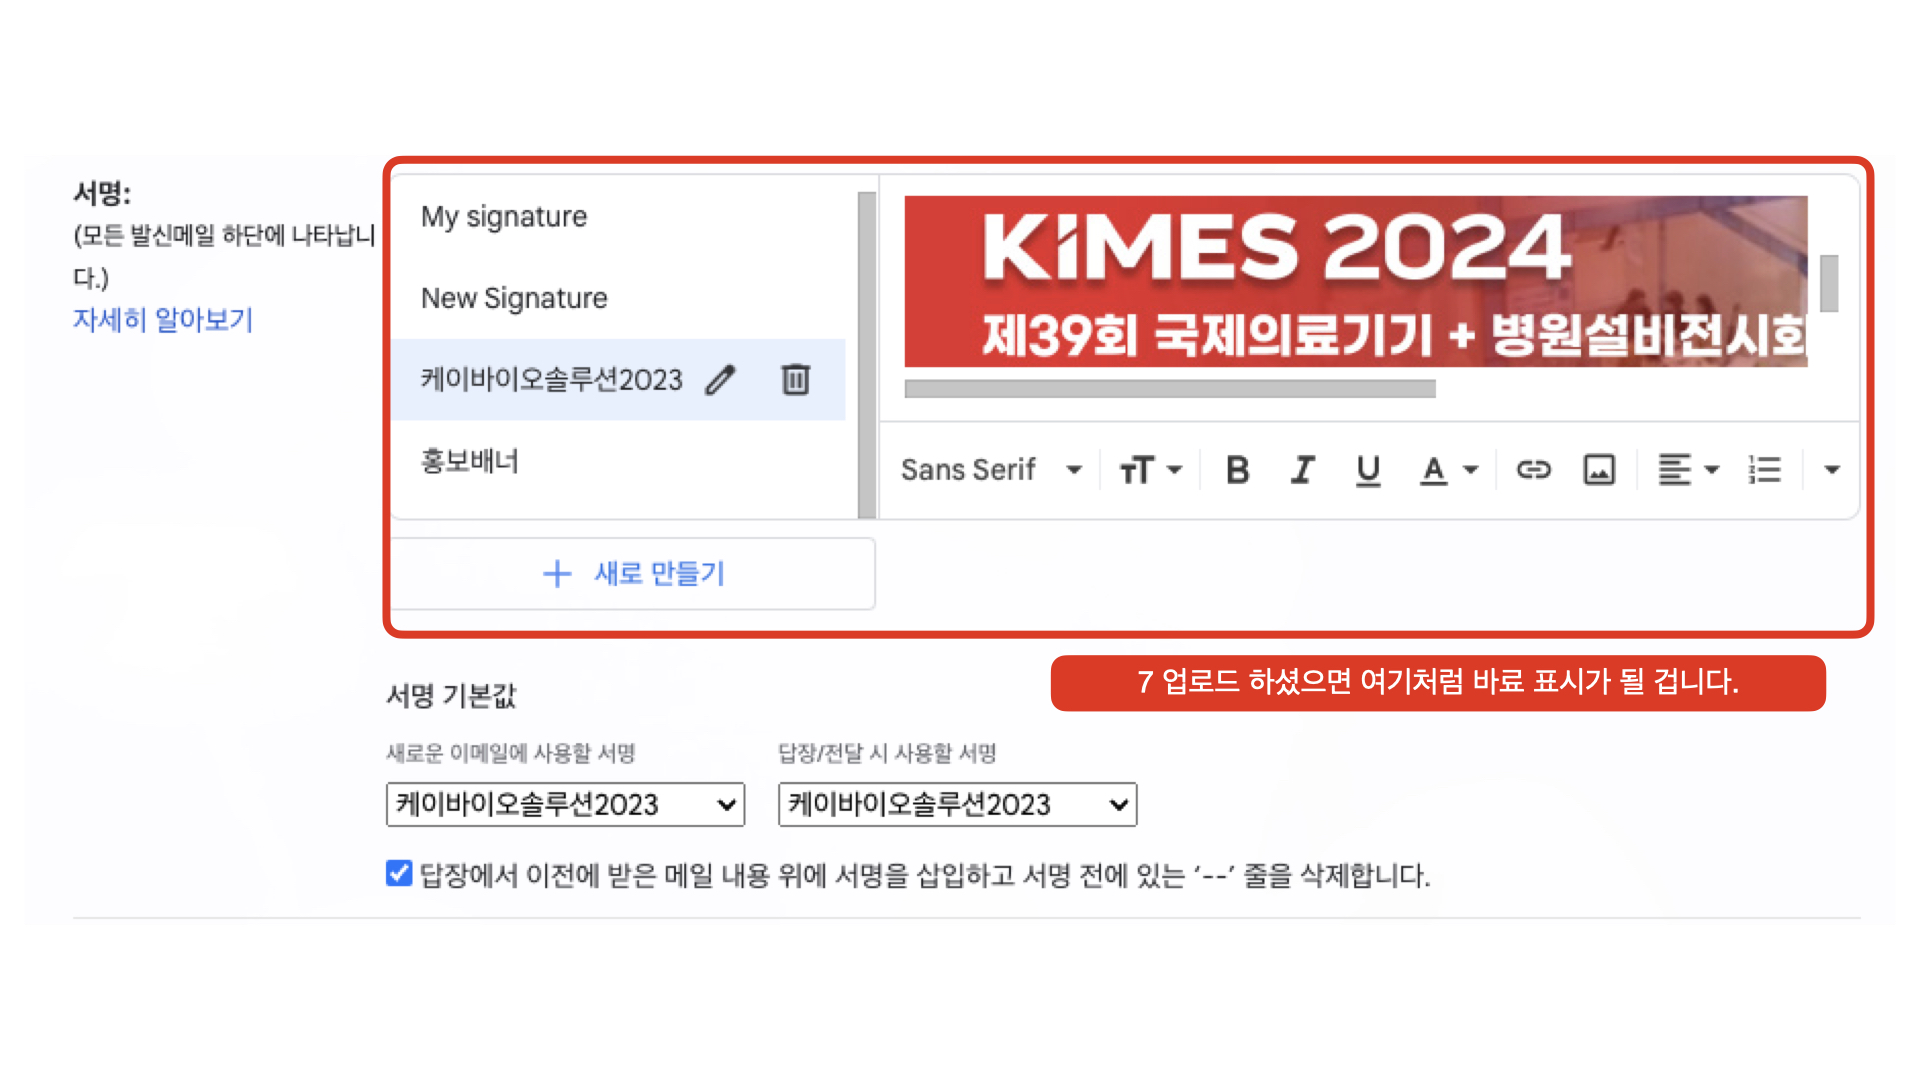 서명:
(모든 발신메일 하단에 나타납니
다.)
자세히 알아보기
My signature
New Signature
케이바이오솔루션2023
홍보배너
새로 만들기
KiMES 2024
제39회 국제의료기기 + 병원설비전시회
Sans Serif
7 업로드 하셨으면 여기처럼 바료 표시가 될 겁니다.
서명 기본값
새로운 이메일에 사용할 서명
답장/전달 시 사용할 서명
케이바이오솔루션2023
케이바이오솔루션2023
답장에서 이전에 받은 메일 내용 위에 서명을 삽입하고 서명 전에 있는 ‘--’ 줄을 삭제합니다.